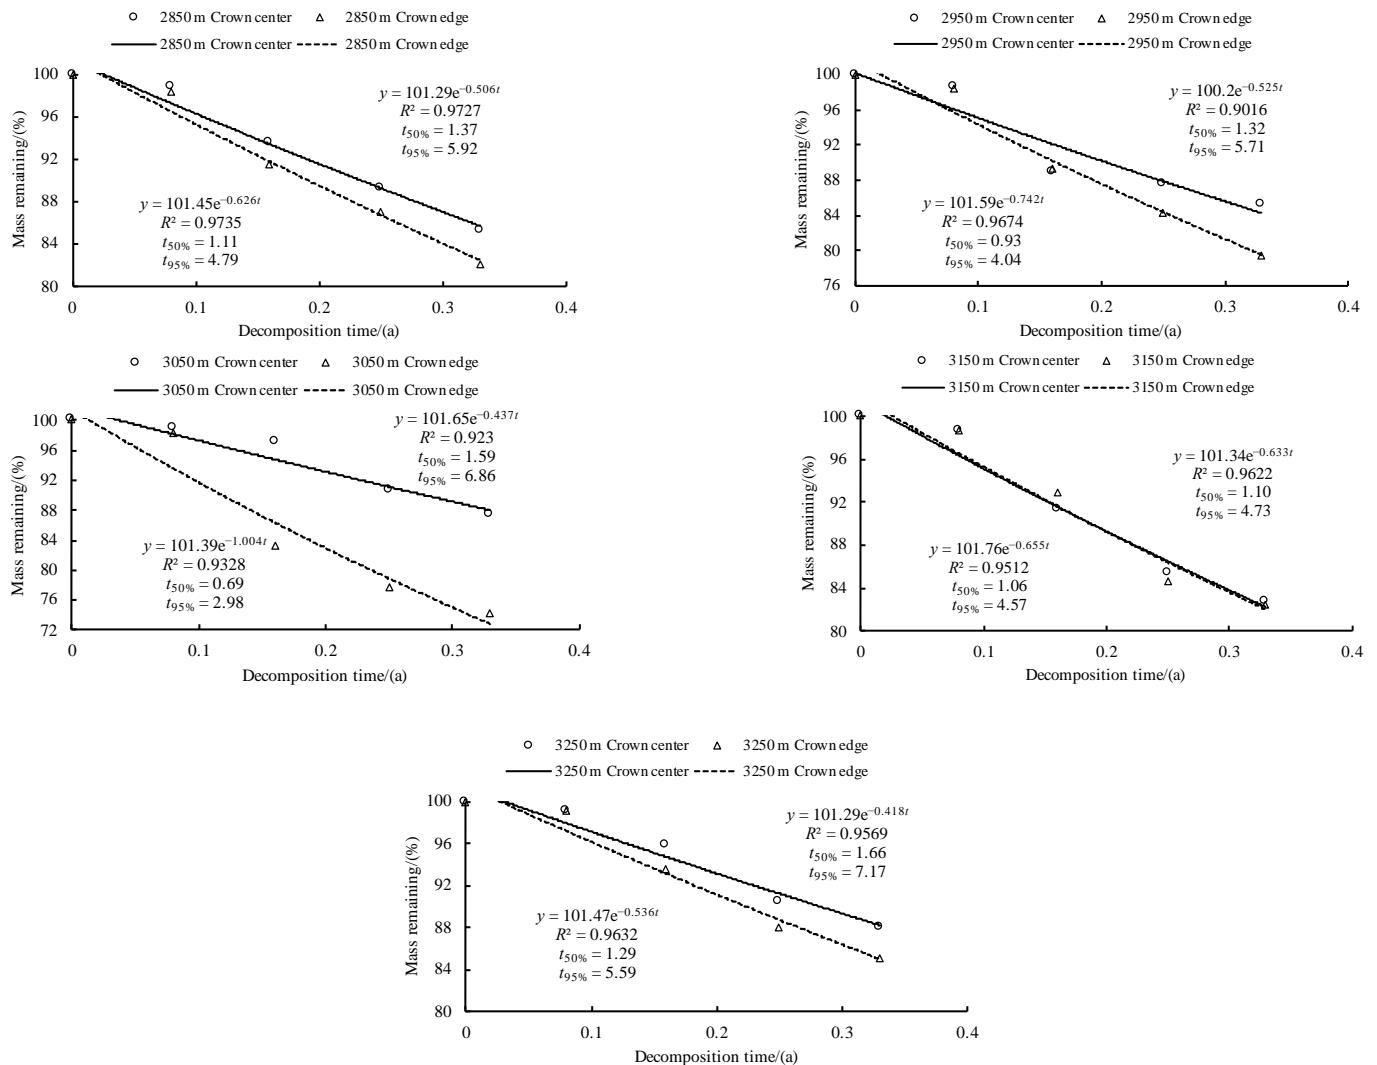 2850 m Crown center 2850 m Crown edge
2850 m Crown center 2850 m Crown edge
100
96
92
88
84
80
Mass remaining/(%)
y = 101.29e^−0.506t
R² = 0.9727
t50% = 1.37
t95% = 5.92
y = 101.45e^−0.626t
R² = 0.9735
t50% = 1.11
t95% = 4.79
0 0.1 0.2 0.3 0.4
Decomposition time/(a)
2950 m Crown center 2950 m Crown edge
2950 m Crown center 2950 m Crown edge
100
96
92
88
84
80
76
Mass remaining/(%)
y = 100.2e^−0.525t
R² = 0.9016
t50% = 1.32
t95% = 5.71
y = 101.59e^−0.742t
R² = 0.9674
t50% = 0.93
t95% = 4.04
0 0.1 0.2 0.3 0.4
Decomposition time/(a)
3050 m Crown center 3050 m Crown edge
3050 m Crown center 3050 m Crown edge
100
96
92
88
84
80
76
72
Mass remaining/(%)
y = 101.65e^−0.437t
R² = 0.923
t50% = 1.59
t95% = 6.86
y = 101.39e^−1.004t
R² = 0.9328
t50% = 0.69
t95% = 2.98
0 0.1 0.2 0.3 0.4
Decomposition time/(a)
3150 m Crown center 3150 m Crown edge
3150 m Crown center 3150 m Crown edge
100
96
92
88
84
80
Mass remaining/(%)
y = 101.34e^−0.633t
R² = 0.9622
t50% = 1.10
t95% = 4.73
y = 101.76e^−0.655t
R² = 0.9512
t50% = 1.06
t95% = 4.57
0 0.1 0.2 0.3 0.4
Decomposition time/(a)
3250 m Crown center 3250 m Crown edge
3250 m Crown center 3250 m Crown edge
100
96
92
88
84
80
Mass remaining/(%)
y = 101.29e^−0.418t
R² = 0.9569
t50% = 1.66
t95% = 7.17
y = 101.47e^−0.536t
R² = 0.9632
t50% = 1.29
t95% = 5.59
0 0.1 0.2 0.3 0.4
Decomposition time/(a)